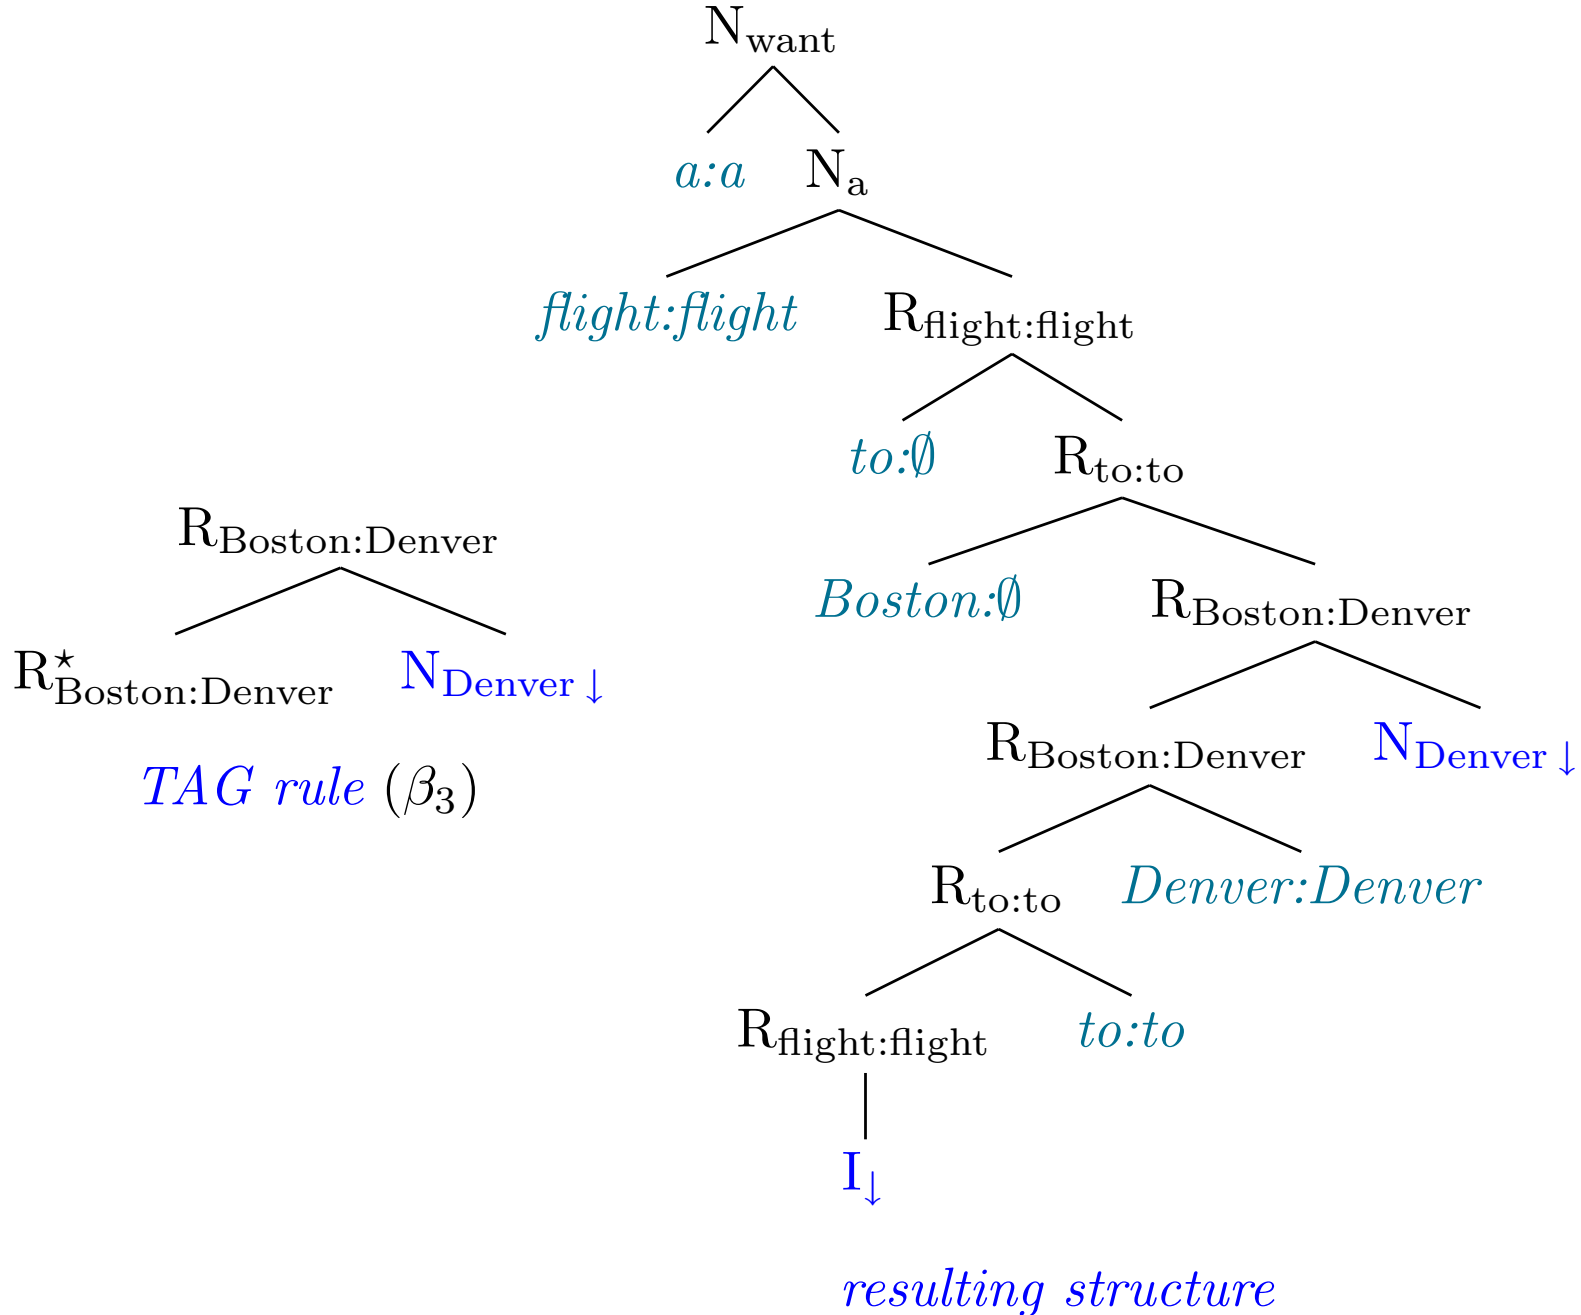 N_want
a:a N_a
flight:flight R_flight:flight
to:∅ R_to:to
R_Boston:Denver
Boston:∅ R_Boston:Denver
R*_Boston:Denver N_Denver↓
R_Boston:Denver N_Denver↓
TAG rule (β₃)
R_to:to Denver:Denver
R_flight:flight to:to
I↓
resulting structure